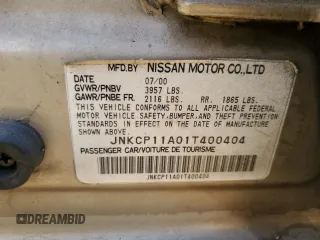 MFD.BY NISSAN MOTOR CO.,LTD
DATE 07/00
GVWR/PNBV 3957 LBS.
GAWR/PNBE FR. 2116 LBS. RR. 1865 LBS.
THIS VEHICLE CONFORMS TO ALL APPLICABLE FEDERAL
MOTOR VEHICLE SAFETY,BUMPER,AND THEFT PREVENTION
STANDARDS IN EFFECT ON THE DATE OF MANUFACTURE
SHOWN ABOVE.
JNKCP11A01T400404
PASSENGER CAR/VOITURE DE TOURISME
JNKCP11A01T400404
DREAMBID